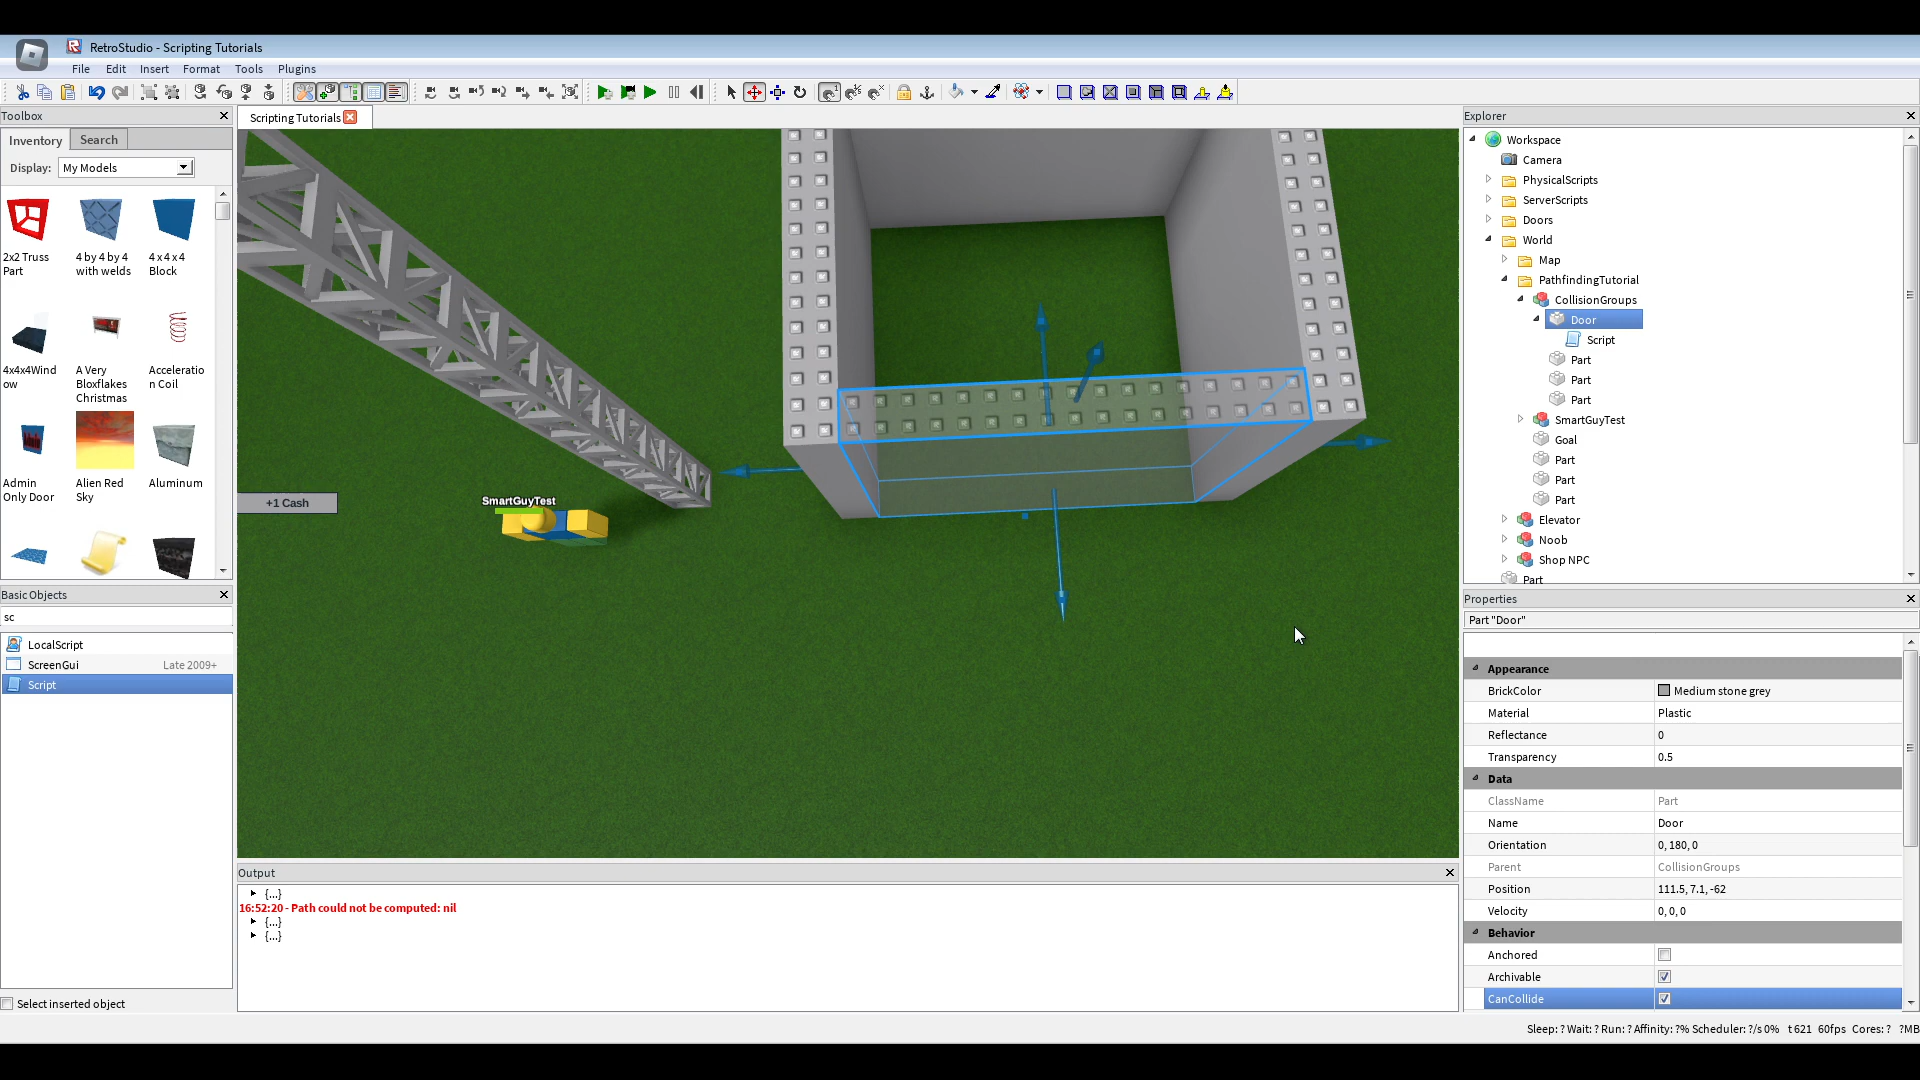 RetroStudio - Scripting Tutorials
File Edit Insert Format Tools Plugins
Toolbox
Inventory Search
Display: My Models
2x2 Truss Part
4 by 4 by 4 with welds
4 x 4 x 4 Block
4x4x4Window
A Very Bloxflakes Christmas
Acceleration Coil
Admin Only Door
Alien Red Sky
Aluminum
Basic Objects
sc
LocalScript
ScreenGui Late 2009+
Script
Select inserted object
Scripting Tutorials
+1 Cash
SmartGuyTest
Output
{...}
16:52:20 - Path could not be computed: nil
{...}
{...}
Explorer
Workspace
Camera
PhysicalScripts
ServerScripts
Doors
World
Map
PathfindingTutorial
CollisionGroups
Door
Script
Part
Part
Part
SmartGuyTest
Goal
Part
Part
Part
Elevator
Noob
Shop NPC
Part
Properties
Part "Door"
Appearance
BrickColor Medium stone grey
Material Plastic
Reflectance 0
Transparency 0.5
Data
ClassName Part
Name Door
Orientation 0, 180, 0
Parent CollisionGroups
Position 111.5, 7.1, -62
Velocity 0, 0, 0
Behavior
Anchored
Archivable
CanCollide
Sleep: ? Wait: ? Run: ? Affinity: ?% Scheduler: ?/s 0% t 621 60fps Cores: ? ?MB